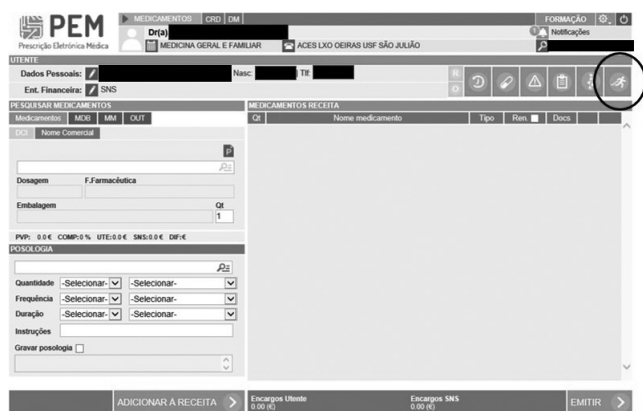 PEM
Prescrição Eletrónica Médica
MEDICAMENTOS CRD DM FORMAÇÃO
Dr(a) Notificações
MEDICINA GERAL E FAMILIAR ACES LXO OEIRAS USF SÃO JULIÃO
UTENTE
Dados Pessoais: Nasc: Tlf:
Ent. Financeira: SNS
R
O
PESQUISAR MEDICAMENTOS MEDICAMENTOS RECEITA
Medicamentos MDB MM OUT Qt Nome medicamento Tipo Ren. Docs
DCI Nome Comercial
Dosagem F.Farmacêutica
Embalagem Qt
1
PVP: 0.0 € COMP:0 % UTE:0.0 € SNS:0.0 € DIF:€
POSOLOGIA
Quantidade -Selecionar- -Selecionar-
Frequência -Selecionar- -Selecionar-
Duração -Selecionar- -Selecionar-
Instruções
Gravar posologia
ADICIONAR À RECEITA Encargos Utente Encargos SNS EMITIR
0.00 (€) 0.00 (€)